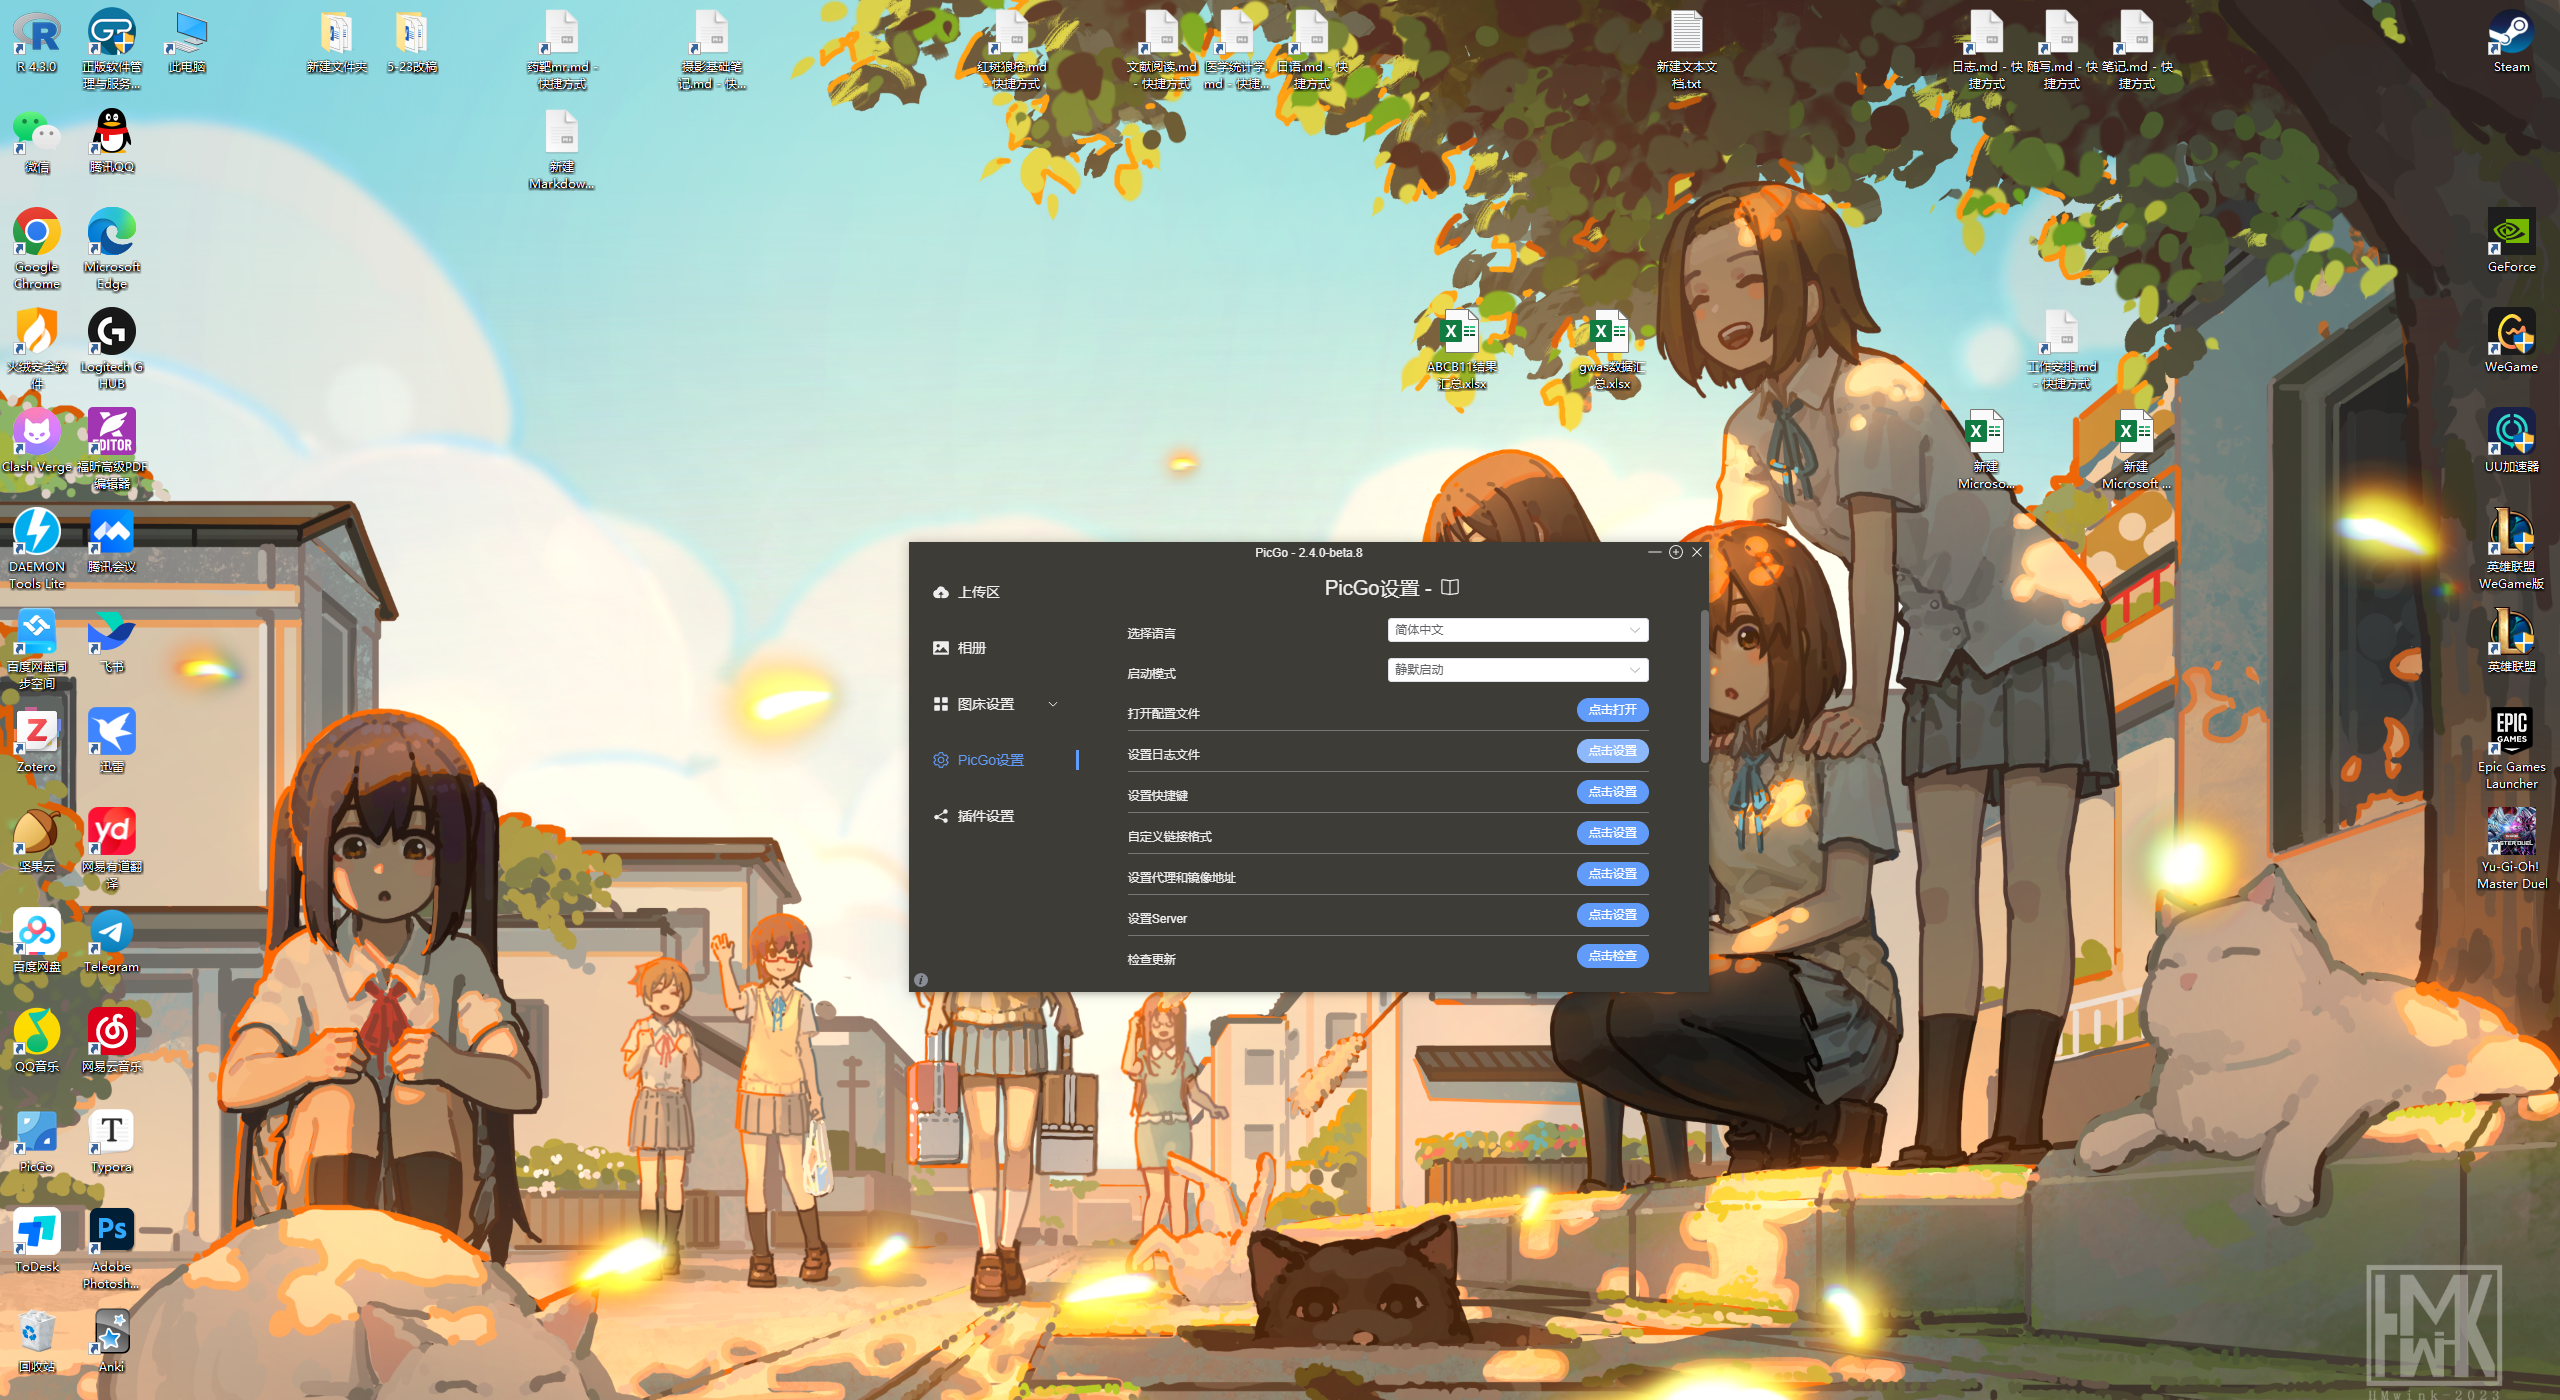 R 4.3.0
正版软件管
理与服务...
此电脑
新建文件夹
5-23改稿
药靶mr.md -
快捷方式
摄影基础笔
记.md - 快...
红斑狼疮.md
- 快捷方式
文献阅读.md
- 快捷方式
医学统计学.
md - 快捷...
日语.md - 快
捷方式
新建文本文
档.txt
日志.md - 快
捷方式
随写.md - 快
捷方式
笔记.md - 快
捷方式
Steam
微信
腾讯QQ
新建
Markdow...
Google
Chrome
Microsoft
Edge
GeForce
火绒安全软
件
Logitech G
HUB
ABCB11结果
汇总.xlsx
gwas数据汇
总.xlsx
工作安排.md
- 快捷方式
WeGame
Clash Verge
EDITOR
福昕高级PDF
编辑器
新建
Microso...
新建
Microsoft ...
UU加速器
DAEMON
Tools Lite
腾讯会议
英雄联盟
WeGame版
百度网盘同
步空间
飞书
英雄联盟
Zotero
迅雷
EPIC
GAMES
Epic Games
Launcher
坚果云
yd
网易有道翻
译
Yu-Gi-Oh!
Master Duel
百度网盘
Telegram
QQ音乐
网易云音乐
PicGo
Typora
ToDesk
Ps
Adobe
Photosh...
回收站
Anki
PicGo - 2.4.0-beta.8
上传区
相册
图床设置
PicGo设置
插件设置
PicGo设置 -
选择语言
简体中文
启动模式
静默启动
打开配置文件
点击打开
设置日志文件
点击设置
设置快捷键
点击设置
自定义链接格式
点击设置
设置代理和镜像地址
点击设置
设置Server
点击设置
检查更新
点击检查
HMwink 2023